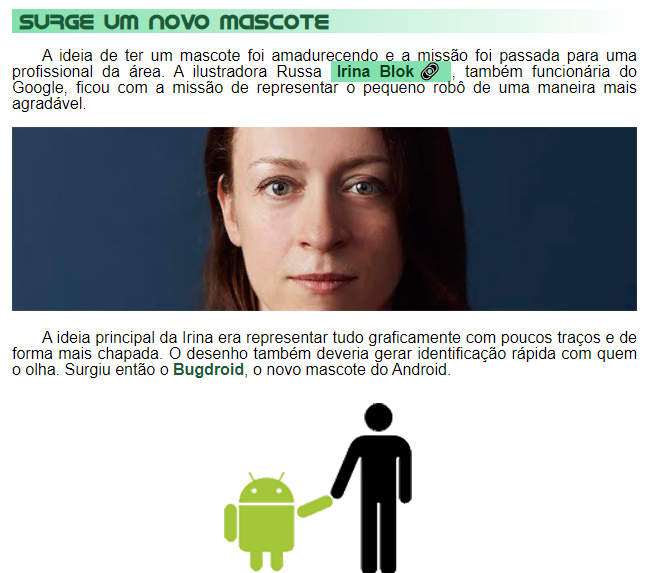 SURGE UM NOVO MASCOTE
A ideia de ter um mascote foi amadurecendo e a missão foi passada para uma
profissional da área. A ilustradora Russa Irina Blok, também funcionária do
Google, ficou com a missão de representar o pequeno robô de uma maneira mais
agradável.
A ideia principal da Irina era representar tudo graficamente com poucos traços e de
forma mais chapada. O desenho também deveria gerar identificação rápida com quem
o olha. Surgiu então o Bugdroid, o novo mascote do Android.